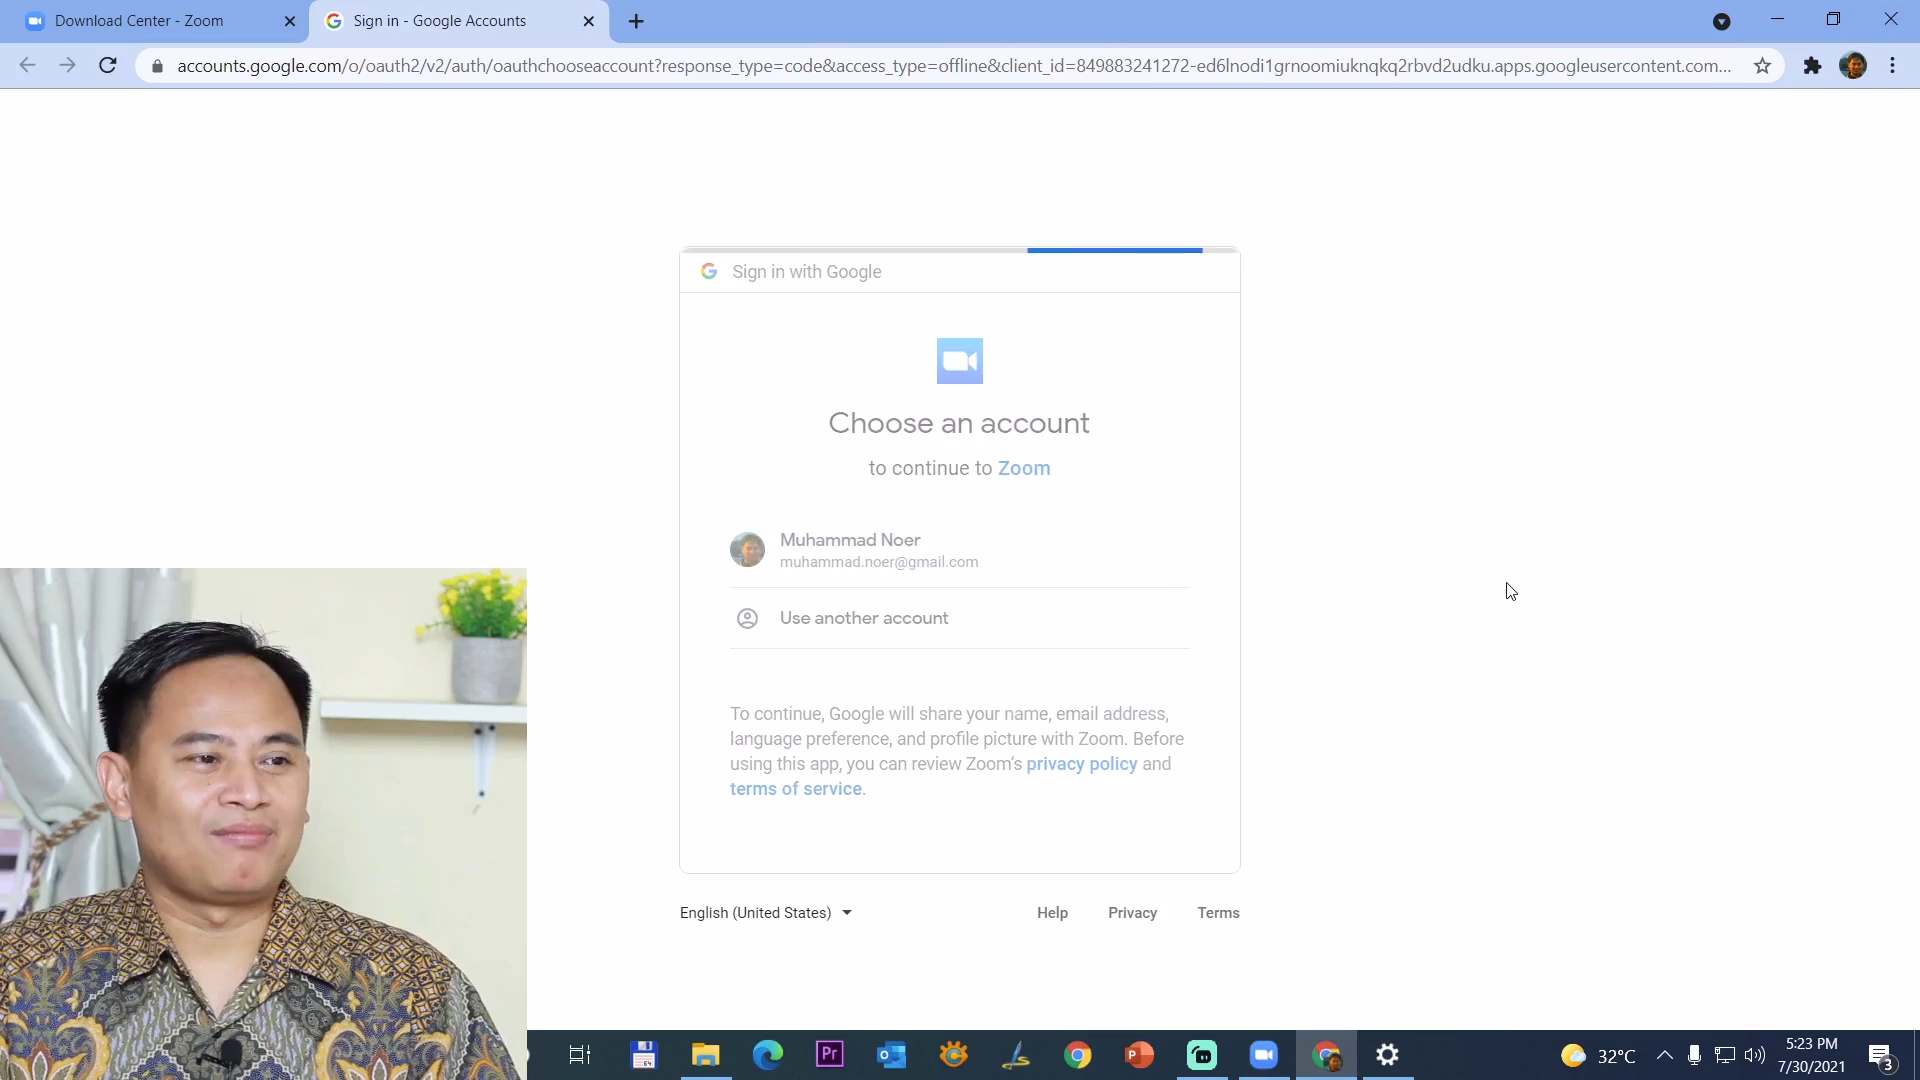 Download Center - Zoom
Sign in - Google Accounts
accounts.google.com/o/oauth2/v2/auth/oauthchooseaccount?response_type=code&access_type=offline&client_id=849883241272-ed6lnodi1grnoomiuknqkq2rbvd2udku.apps.googleusercontent.com...
Sign in with Google
Choose an account
to continue to Zoom
Muhammad Noer
muhammad.noer@gmail.com
Use another account
To continue, Google will share your name, email address,
language preference, and profile picture with Zoom. Before
using this app, you can review Zoom's privacy policy and
terms of service.
English (United States)
Help
Privacy
Terms
64
Pr
P
32°C
5:23 PM
7/30/2021
3